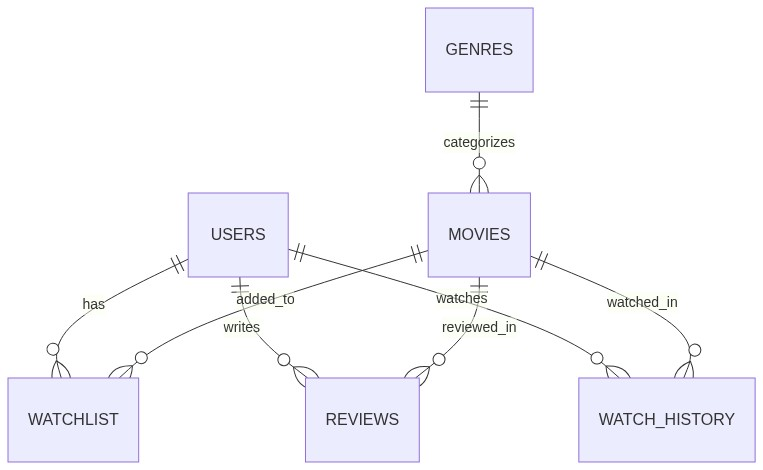 GENRES
categorizes
USERS
MOVIES
has
added_to
watches
watched_in
writes
reviewed_in
WATCHLIST
REVIEWS
WATCH_HISTORY